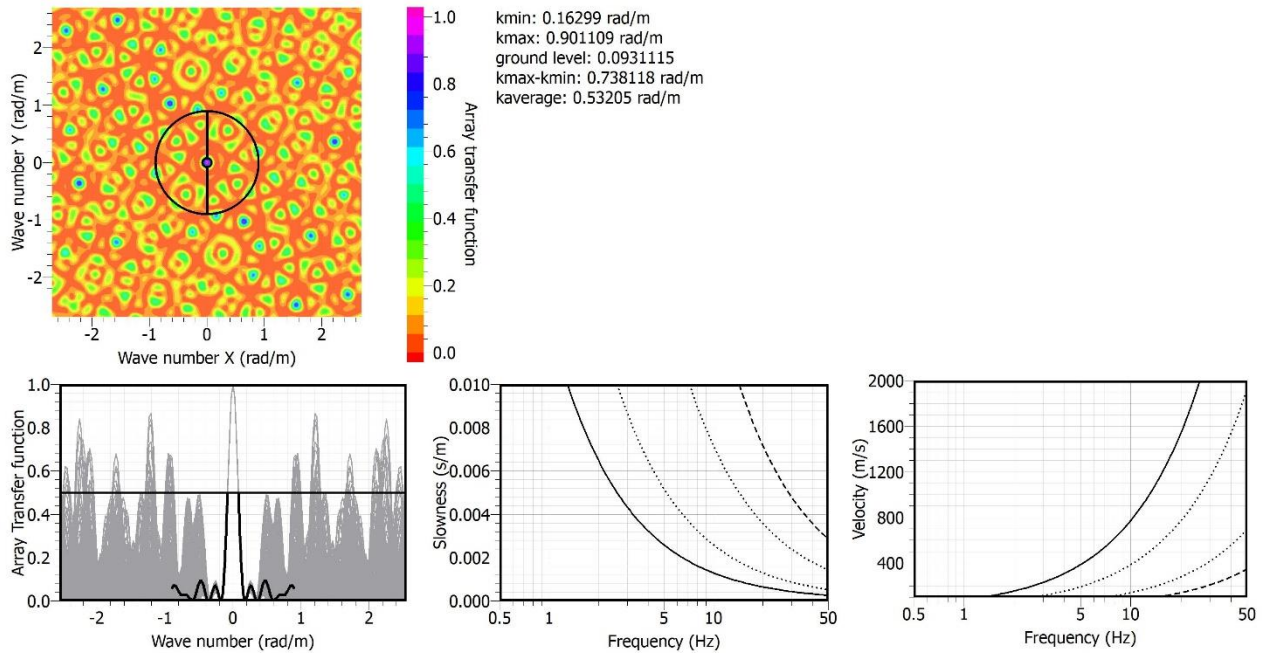 kmin: 0.16299 rad/m
kmax: 0.901109 rad/m
ground level: 0.0931115
kmax-kmin: 0.738118 rad/m
kaverage: 0.53205 rad/m
Wave number Y (rad/m)
2
1
0
-1
-2
-2 -1 0 1 2
Wave number X (rad/m)
1.0
0.8
0.6
0.4
0.2
0.0
Array transfer function
Array Transfer function
1.0
0.8
0.6
0.4
0.2
0.0
-2 -1 0 1 2
Wave number (rad/m)
Slowness (s/m)
0.010
0.008
0.006
0.004
0.002
0.000
0.5 1 10 50
Frequency (Hz)
Velocity (m/s)
2000
1600
1200
800
400
0.5 1 10 50
Frequency (Hz)